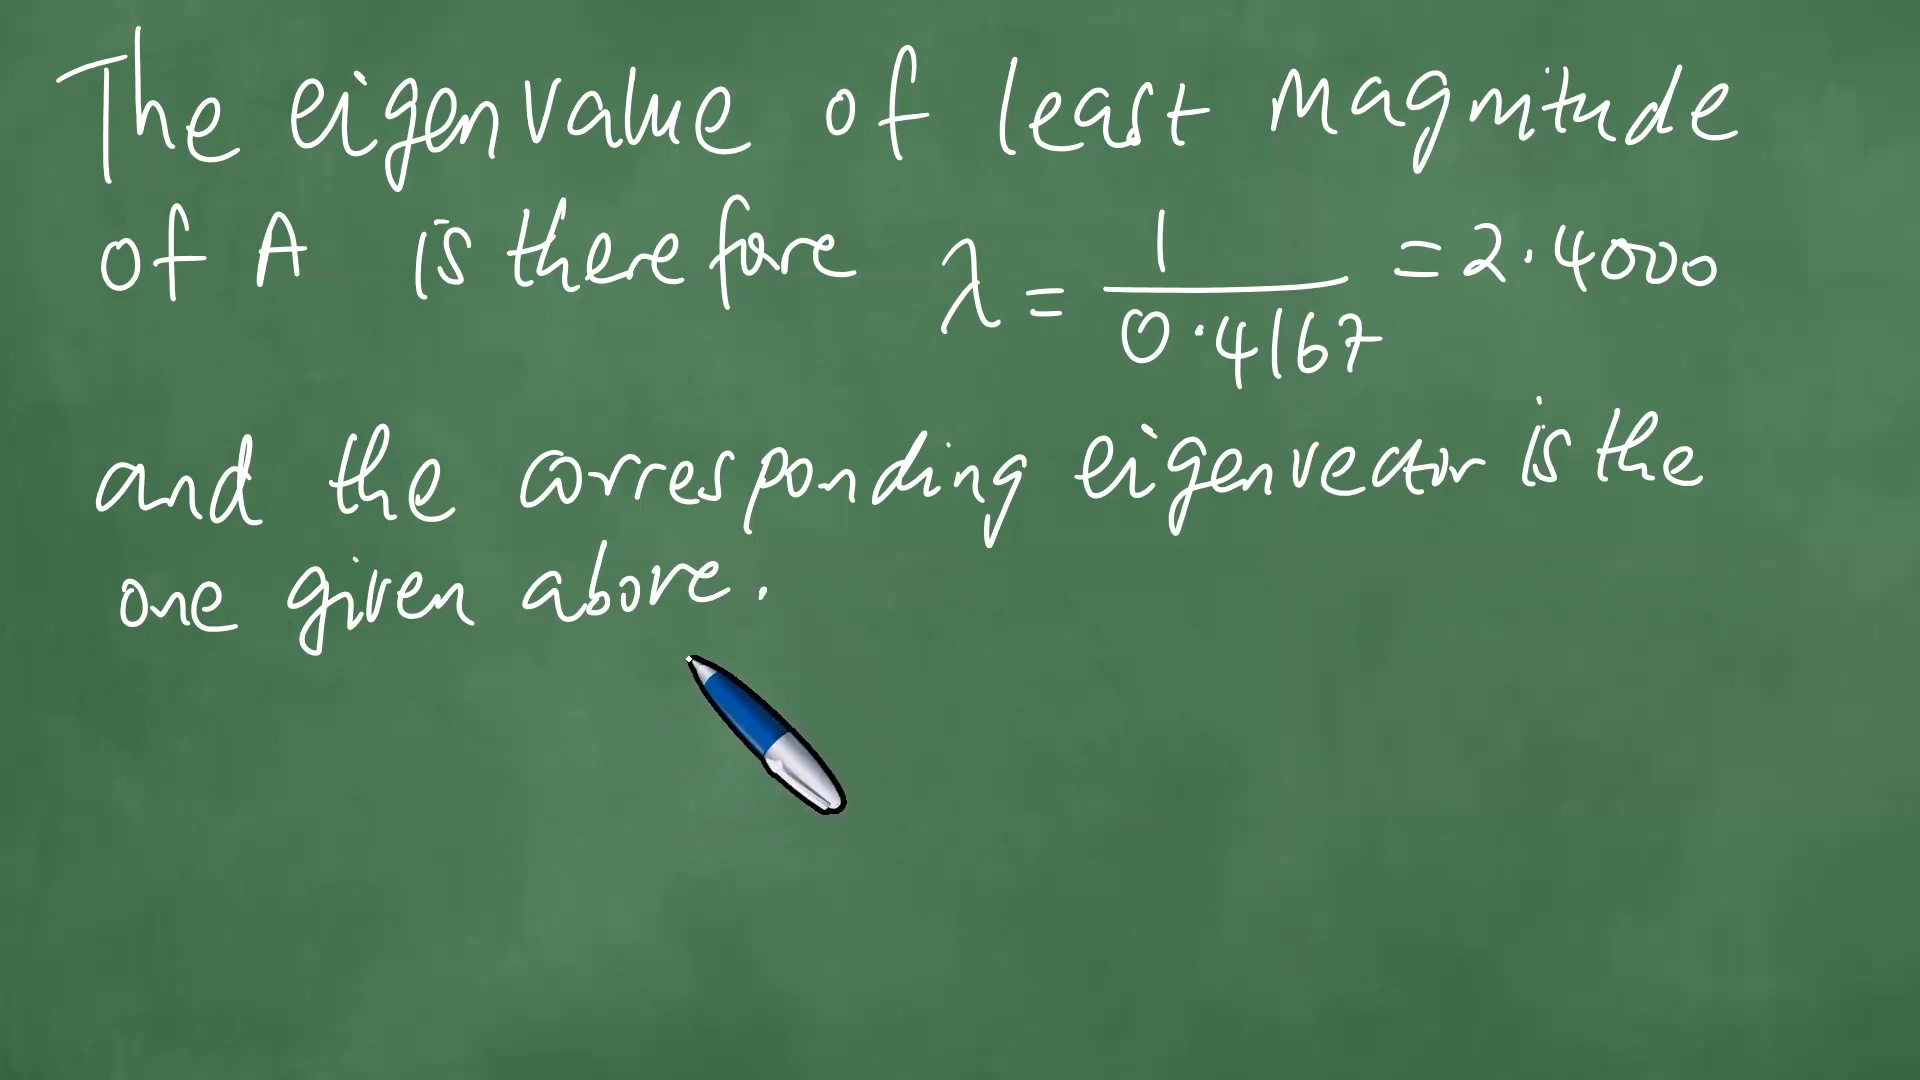 The eigenvalue of least magnitude
of A is therefore λ = 1/0.4167 = 2.4000
and the corresponding eigenvector is the
one given above.